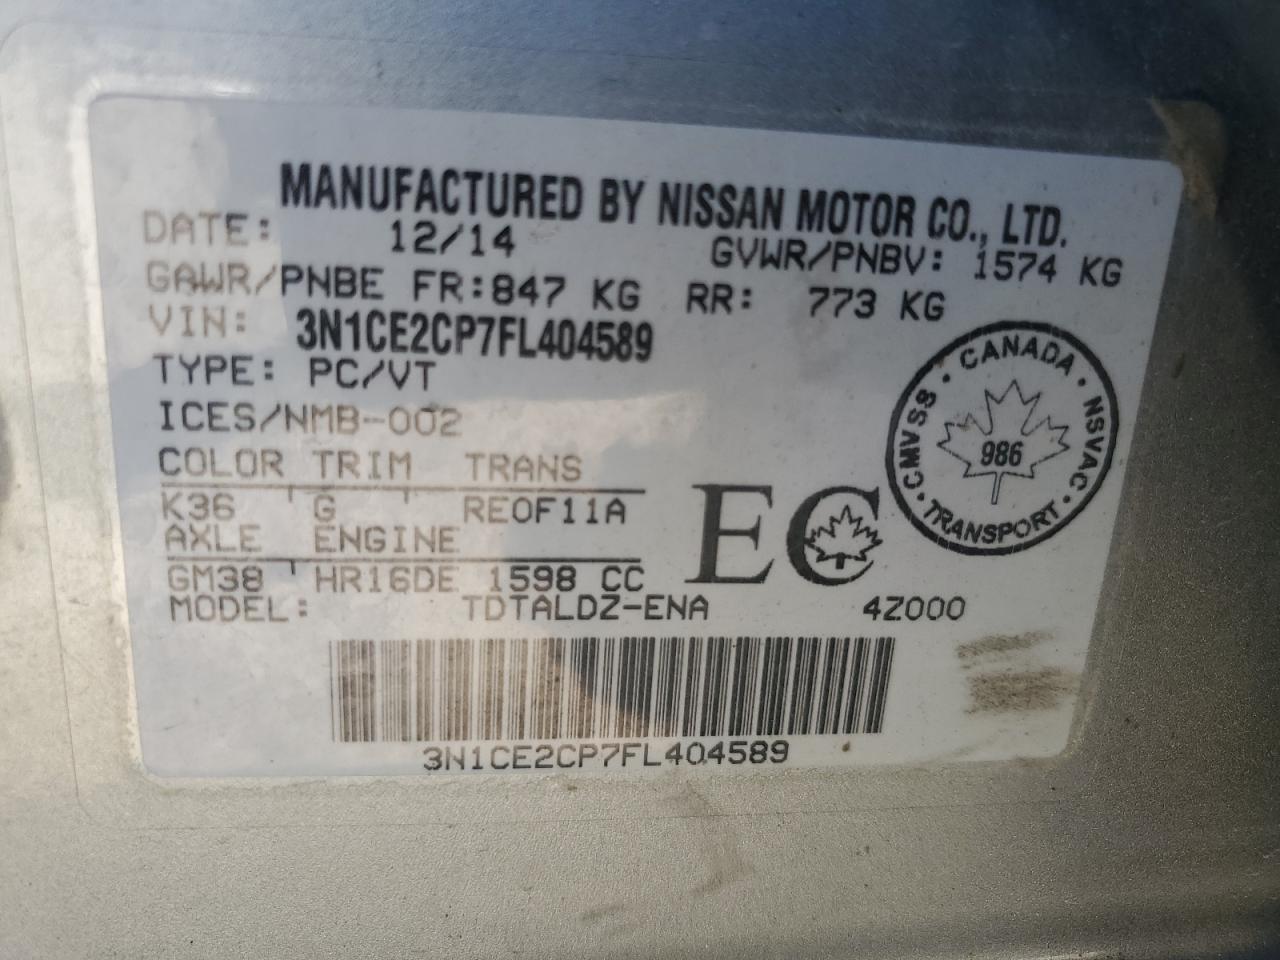 MANUFACTURED BY NISSAN MOTOR CO., LTD.
DATE: 12/14 GVWR/PNBV: 1574 KG
GAWR/PNBE FR:847 KG RR: 773 KG
VIN: 3N1CE2CP7FL404589
TYPE: PC/VT
ICES/NMB-002
COLOR TRIM TRANS
K36 G RE0F11A
AXLE ENGINE
GM38 HR16DE 1598 CC
MODEL: TDTALDZ-ENA 4Z000
EC
CMVSS · CANADA · NSVAC · TRANSPORT ·
986
3N1CE2CP7FL404589